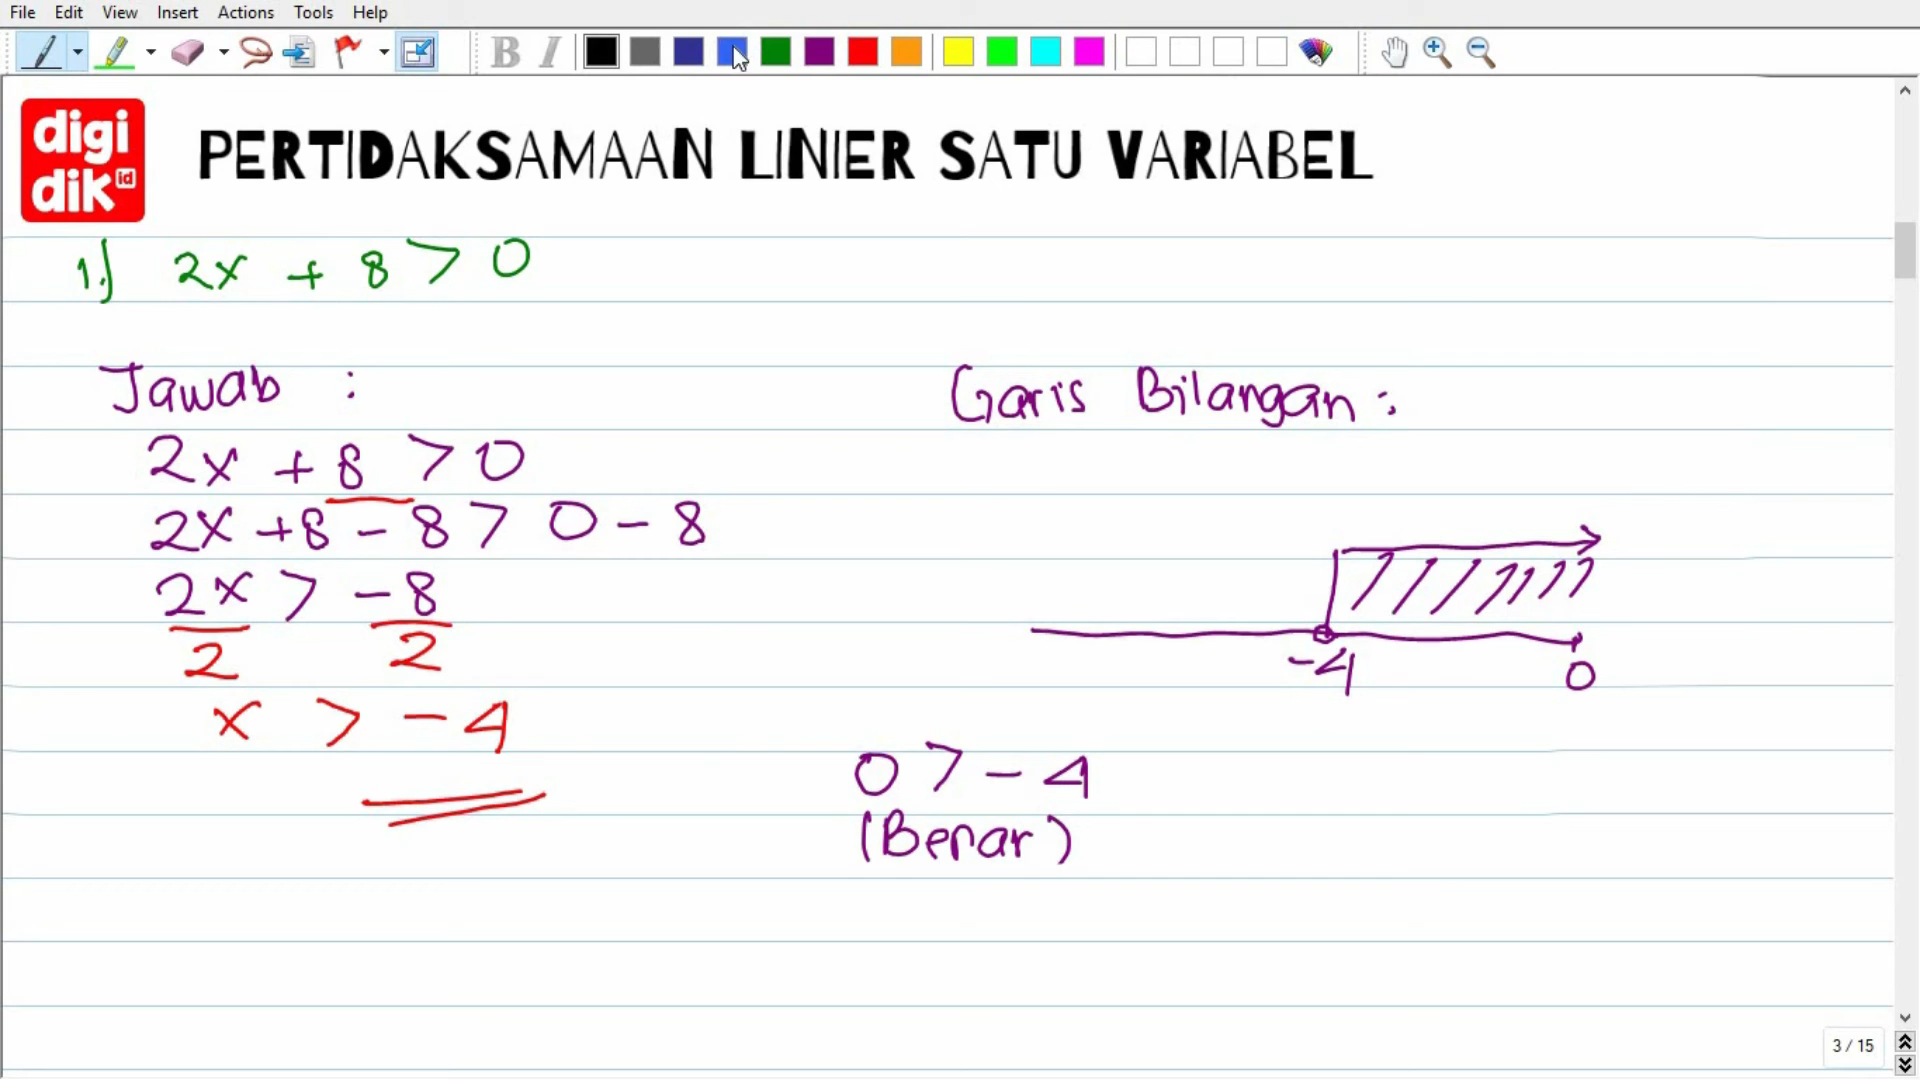 File Edit View Insert Actions Tools Help
B I
digi
dik id
PERTIDAKSAMAAN LINIER SATU VARIABEL
1.) 2x + 8 > 0
Jawab :
2x + 8 > 0
2x + 8 - 8 > 0 - 8
2x > - 8
2 2
x > - 4
Garis Bilangan :
-4 0
0 > - 4
(Benar)
3 / 15